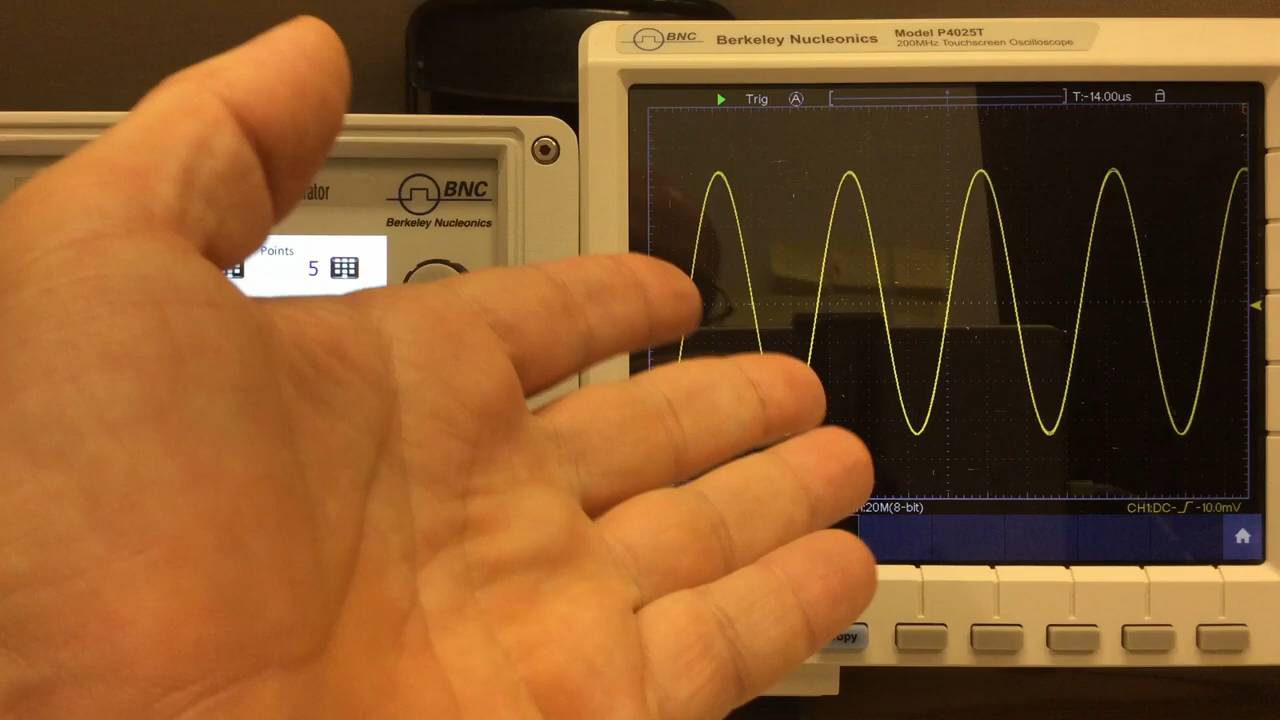 BNC Berkeley Nucleonics Model P4025T
200MHz Touchscreen Oscilloscope
Trig A T:-14.00us
BNC
Berkeley Nucleonics
Points
5
:20M(8-bit) CH1:DC- -10.0mV